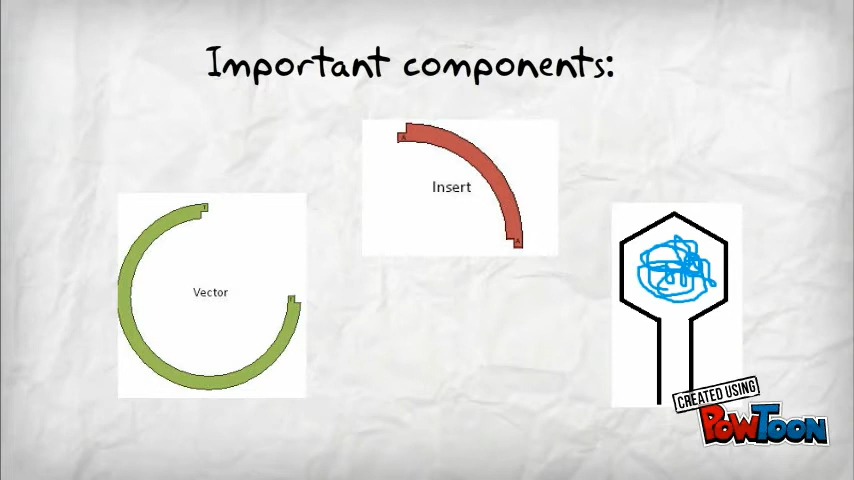 Important components:
A
Insert
A
T
Vector
CREATED USING
POWTOON